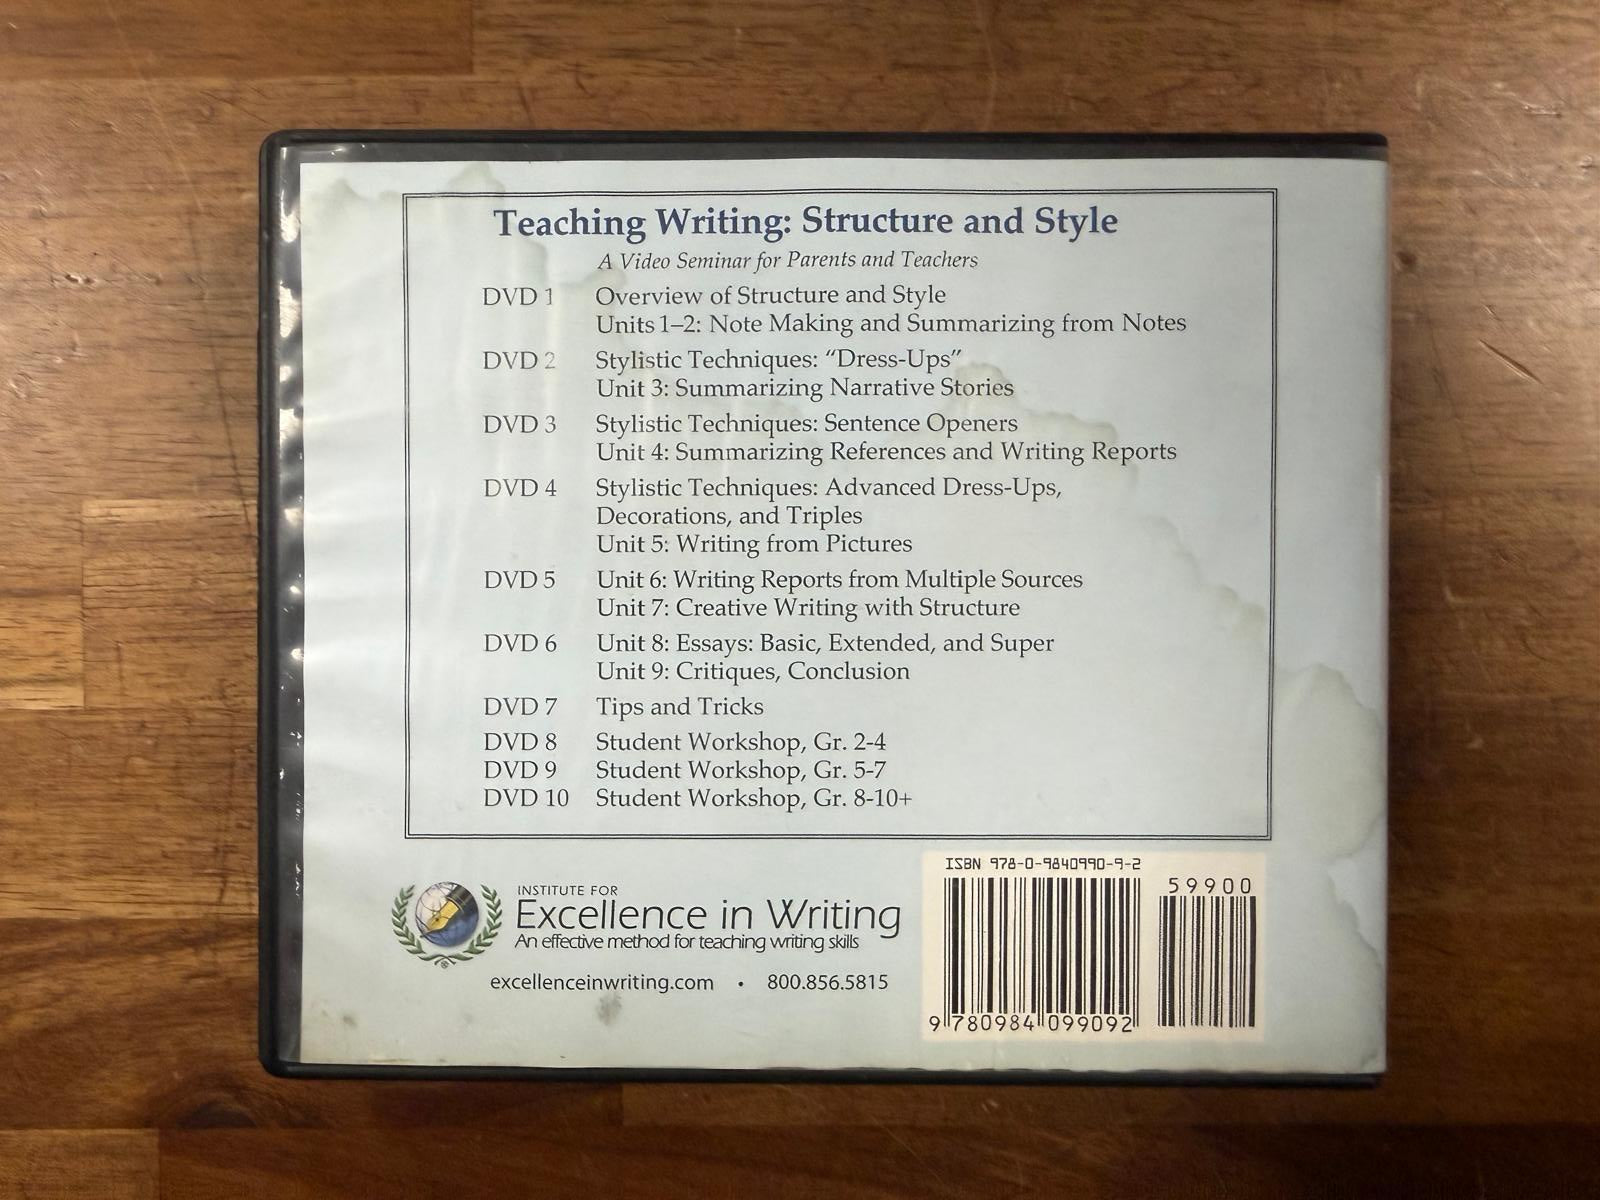 Teaching Writing: Structure and Style
A Video Seminar for Parents and Teachers
DVD 1 Overview of Structure and Style
Units 1–2: Note Making and Summarizing from Notes
DVD 2 Stylistic Techniques: “Dress-Ups”
Unit 3: Summarizing Narrative Stories
DVD 3 Stylistic Techniques: Sentence Openers
Unit 4: Summarizing References and Writing Reports
DVD 4 Stylistic Techniques: Advanced Dress-Ups,
Decorations, and Triples
Unit 5: Writing from Pictures
DVD 5 Unit 6: Writing Reports from Multiple Sources
Unit 7: Creative Writing with Structure
DVD 6 Unit 8: Essays: Basic, Extended, and Super
Unit 9: Critiques, Conclusion
DVD 7 Tips and Tricks
DVD 8 Student Workshop, Gr. 2-4
DVD 9 Student Workshop, Gr. 5-7
DVD 10 Student Workshop, Gr. 8-10+
INSTITUTE FOR
Excellence in Writing
An effective method for teaching writing skills
excellenceinwriting.com • 800.856.5815
ISBN 978-0-9840990-9-2
59900
9 780984 099092